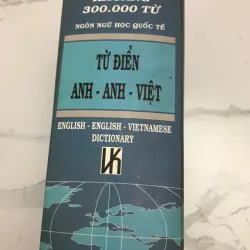 300.000 TỪ
NGÔN NGỮ HỌC QUỐC TẾ
TỪ ĐIỂN
ANH - ANH - VIỆT
ENGLISH - ENGLISH - VIETNAMESE
DICTIONARY